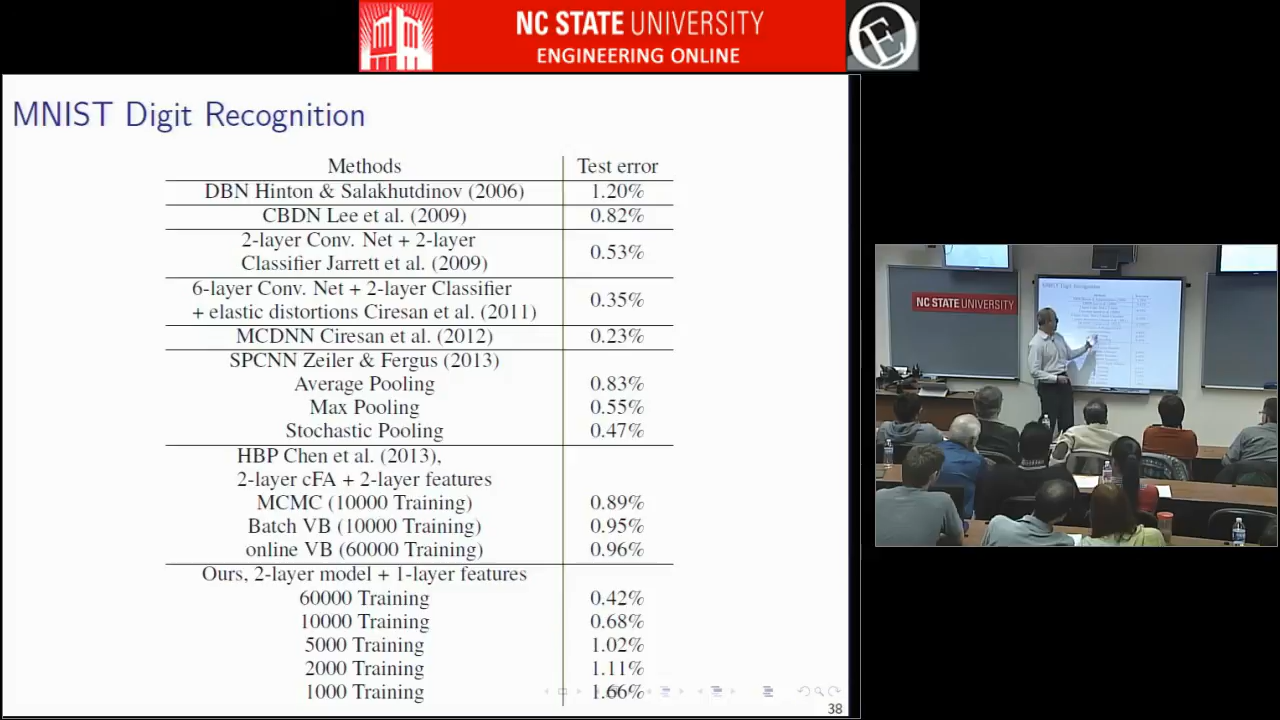 NC STATE UNIVERSITY
ENGINEERING ONLINE
MNIST Digit Recognition
Methods Test error
DBN Hinton & Salakhutdinov (2006) 1.20%
CBDN Lee et al. (2009) 0.82%
2-layer Conv. Net + 2-layer
Classifier Jarrett et al. (2009) 0.53%
6-layer Conv. Net + 2-layer Classifier
+ elastic distortions Ciresan et al. (2011) 0.35%
MCDNN Ciresan et al. (2012) 0.23%
SPCNN Zeiler & Fergus (2013)
Average Pooling 0.83%
Max Pooling 0.55%
Stochastic Pooling 0.47%
HBP Chen et al. (2013),
2-layer cFA + 2-layer features
MCMC (10000 Training) 0.89%
Batch VB (10000 Training) 0.95%
online VB (60000 Training) 0.96%
Ours, 2-layer model + 1-layer features
60000 Training 0.42%
10000 Training 0.68%
5000 Training 1.02%
2000 Training 1.11%
1000 Training 1.66%
38
NC STATE UNIVERSITY
MNIST Digit Recognition